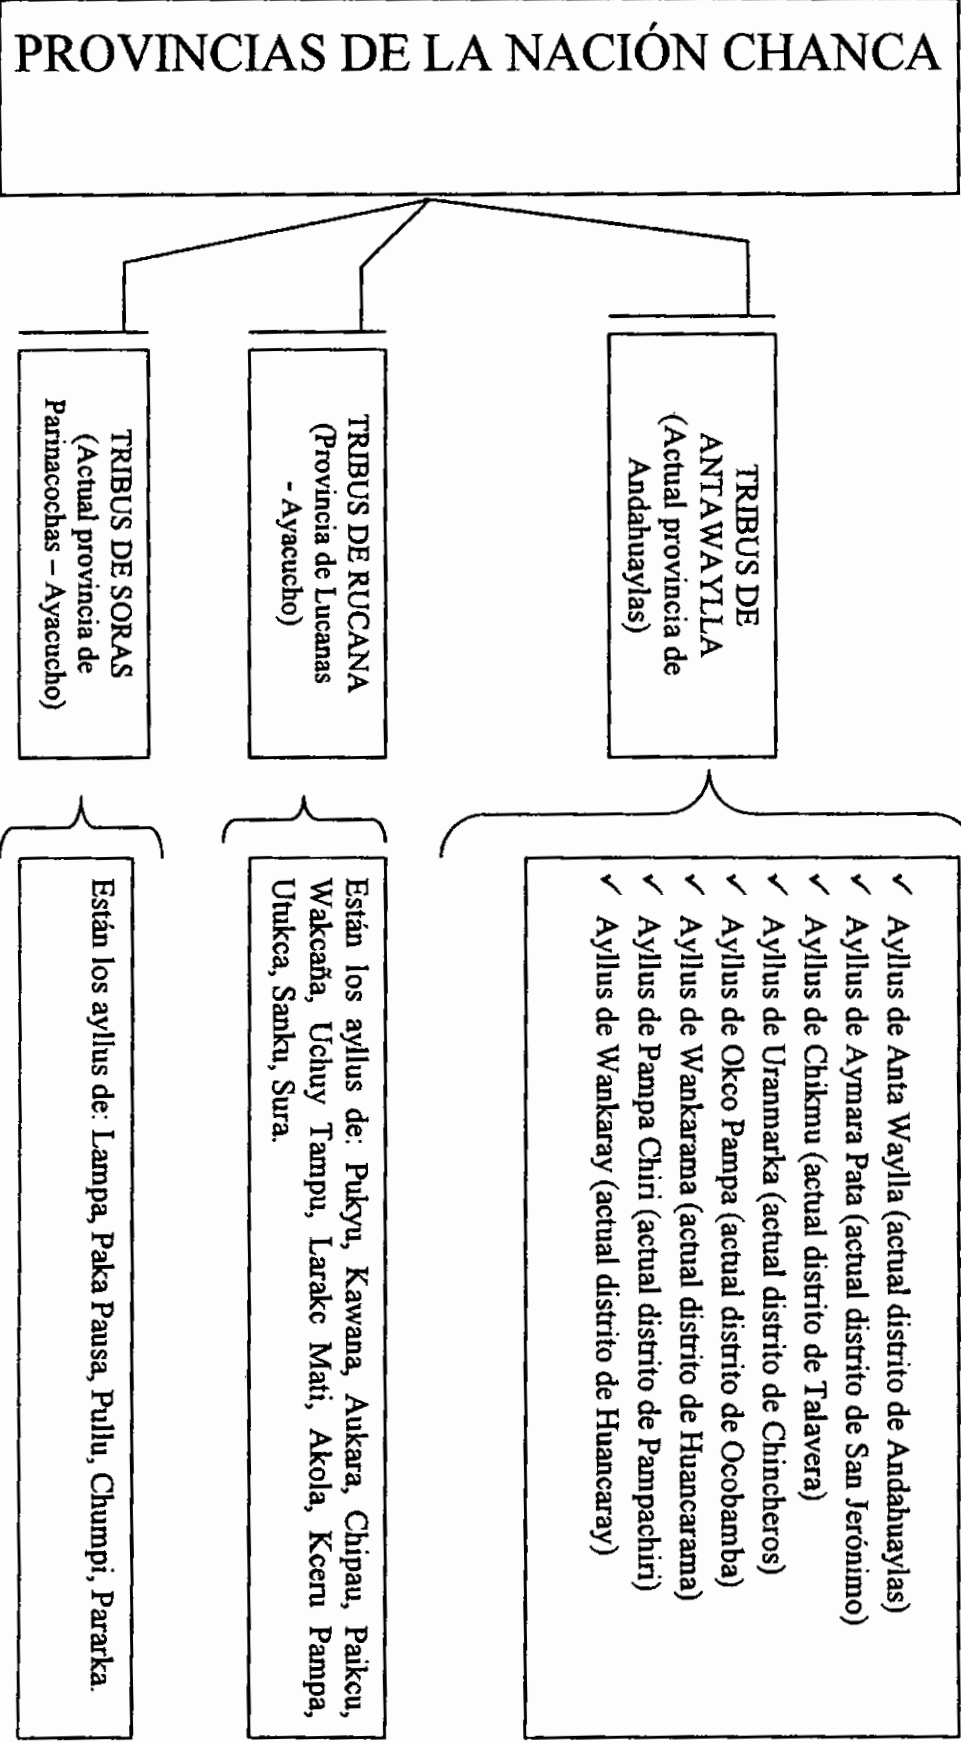 PROVINCIAS DE LA NACIÓN CHANCA
TRIBUS DE
ANTAWAYLLA
(Actual provincia de
Andahuaylas)
✓ Ayllus de Anta Waylla (actual distrito de Andahuaylas)
✓ Ayllus de Aymara Pata (actual distrito de San Jerónimo)
✓ Ayllus de Chikmu (actual distrito de Talavera)
✓ Ayllus de Uranmarka (actual distrito de Chincheros)
✓ Ayllus de Okco Pampa (actual distrito de Ocobamba)
✓ Ayllus de Wankarama (actual distrito de Huancarama)
✓ Ayllus de Pampa Chiri (actual distrito de Pampachiri)
✓ Ayllus de Wankaray (actual distrito de Huancaray)
TRIBUS DE RUCANA
(Provincia de Lucanas
- Ayacucho)
Están los ayllus de: Pukyu, Kawana, Aukara, Chipau, Paikcu,
Wakcaña, Uchuy Tampu, Larakc Mati, Akola, Kceru Pampa,
Utukca, Sanku, Sura.
TRIBUS DE SORAS
(Actual provincia de
Parinacochas – Ayacucho)
Están los ayllus de: Lampa, Paka Pausa, Pullu, Chumpi, Pararka.